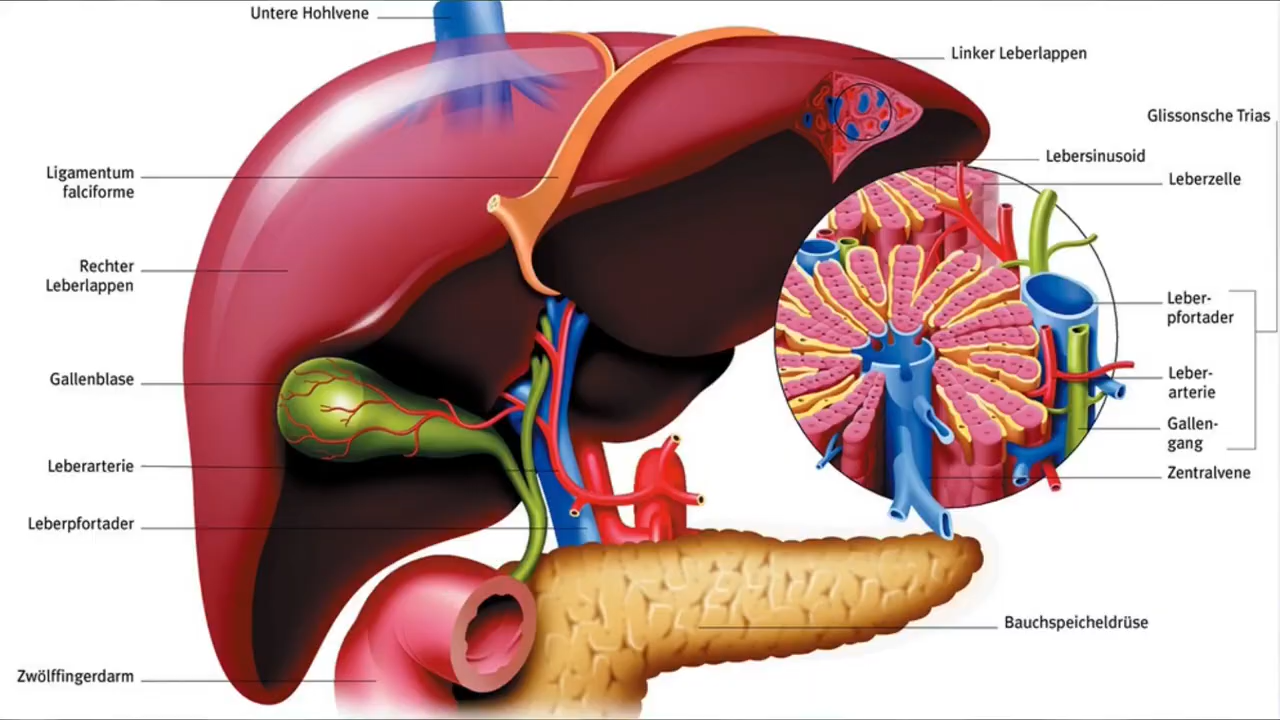 Untere Hohlvene
Ligamentum
falciforme
Rechter
Leberlappen
Gallenblase
Leberarterie
Leberpfortader
Zwölffingerdarm
Linker Leberlappen
Glissonsche Trias
Lebersinusoid
Leberzelle
Leber-
pfortader
Leber-
arterie
Gallen-
gang
Zentralvene
Bauchspeicheldrüse